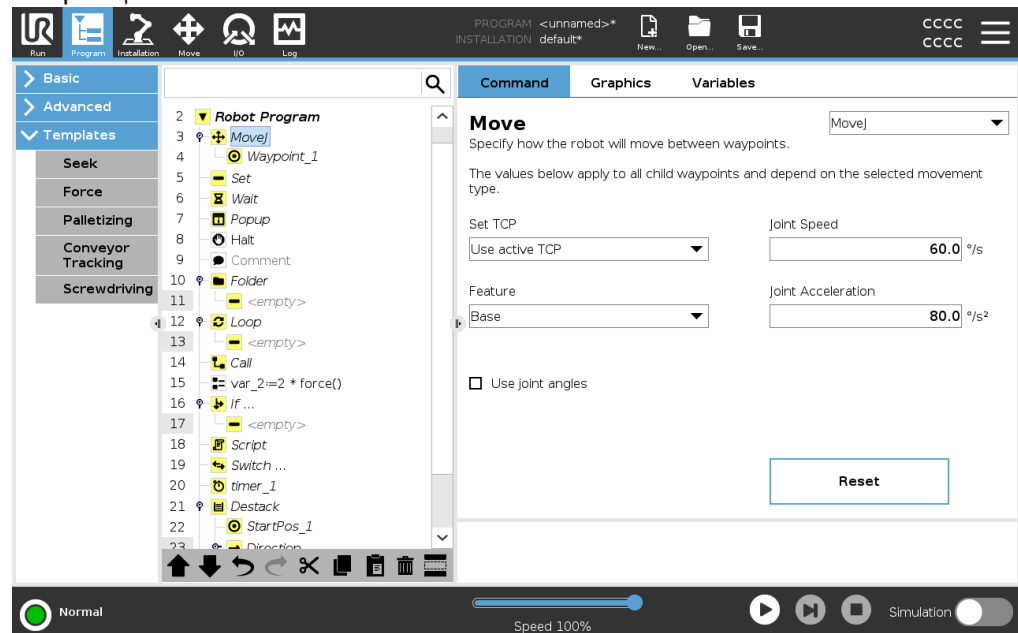 PROGRAM <unnamed>*
INSTALLATION default*
UR
Run
Program
Installation
Move
I/O
Log
New...
Open...
Save...
CCCC
CCCC
Basic
Advanced
Templates
Seek
Force
Palletizing
Conveyor
Tracking
Screwdriving
2 Robot Program
3 MoveJ
4 Waypoint_1
5 Set
6 Wait
7 Popup
8 Halt
9 Comment
10 Folder
11 <empty>
12 Loop
13 <empty>
14 Call
15 var_2:=2 * force()
16 If ...
17 <empty>
18 Script
19 Switch ...
20 timer_1
21 Destack
22 StartPos_1
23 Direction
Command Graphics Variables
Move
MoveJ
Specify how the robot will move between waypoints.
The values below apply to all child waypoints and depend on the selected movement
type.
Set TCP
Joint Speed
Use active TCP
60.0 °/s
Feature
Joint Acceleration
Base
80.0 °/s²
Use joint angles
Reset
Normal
Speed 100%
Simulation